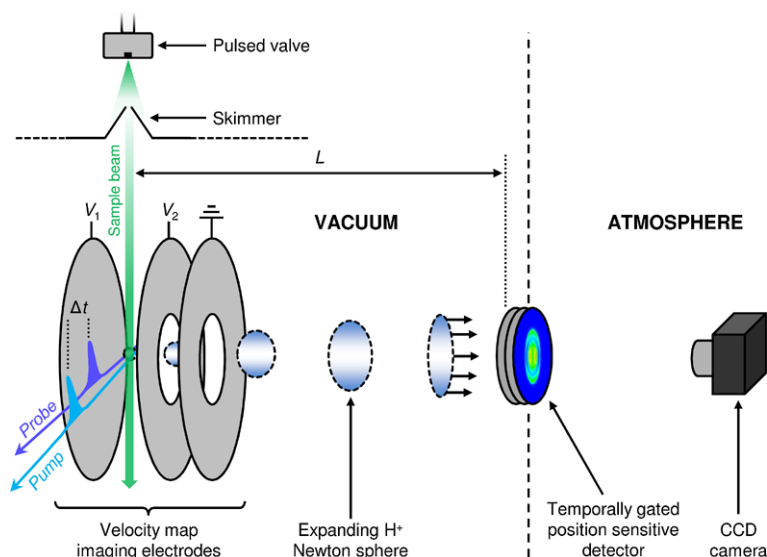 Pulsed valve
Skimmer
L
Sample beam
V₁
V₂
VACUUM
ATMOSPHERE
Δt
Probe
Pump
Velocity map
imaging electrodes
Expanding H⁺
Newton sphere
Temporally gated
position sensitive
detector
CCD
camera